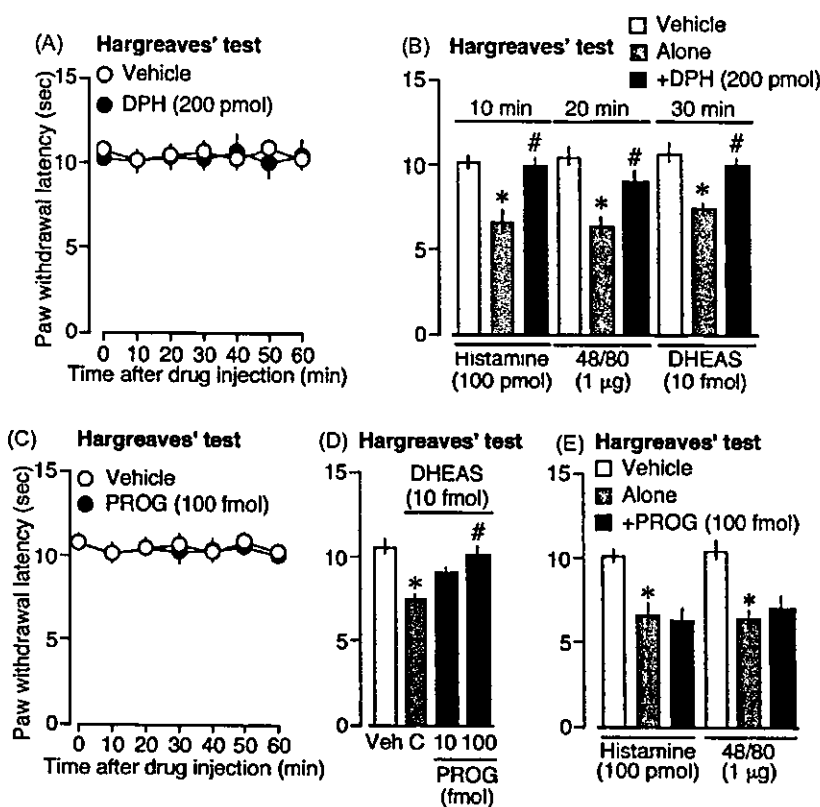 (A) Hargreaves' test
Vehicle
DPH (200 pmol)
Paw withdrawal latency (sec)
15
10
5
0
0 10 20 30 40 50 60
Time after drug injection (min)
(B) Hargreaves' test
Vehicle
Alone
+DPH (200 pmol)
15
10
5
0
10 min 20 min 30 min
* # * # * #
Histamine 48/80 DHEAS
(100 pmol) (1 µg) (10 fmol)
(C) Hargreaves' test
Vehicle
PROG (100 fmol)
Paw withdrawal latency (sec)
15
10
5
0
0 10 20 30 40 50 60
Time after drug injection (min)
(D) Hargreaves' test
DHEAS
(10 fmol)
15
10
5
0
* #
Veh C 10 100
PROG
(fmol)
(E) Hargreaves' test
Vehicle
Alone
+PROG (100 fmol)
15
10
5
0
* *
Histamine 48/80
(100 pmol) (1 µg)